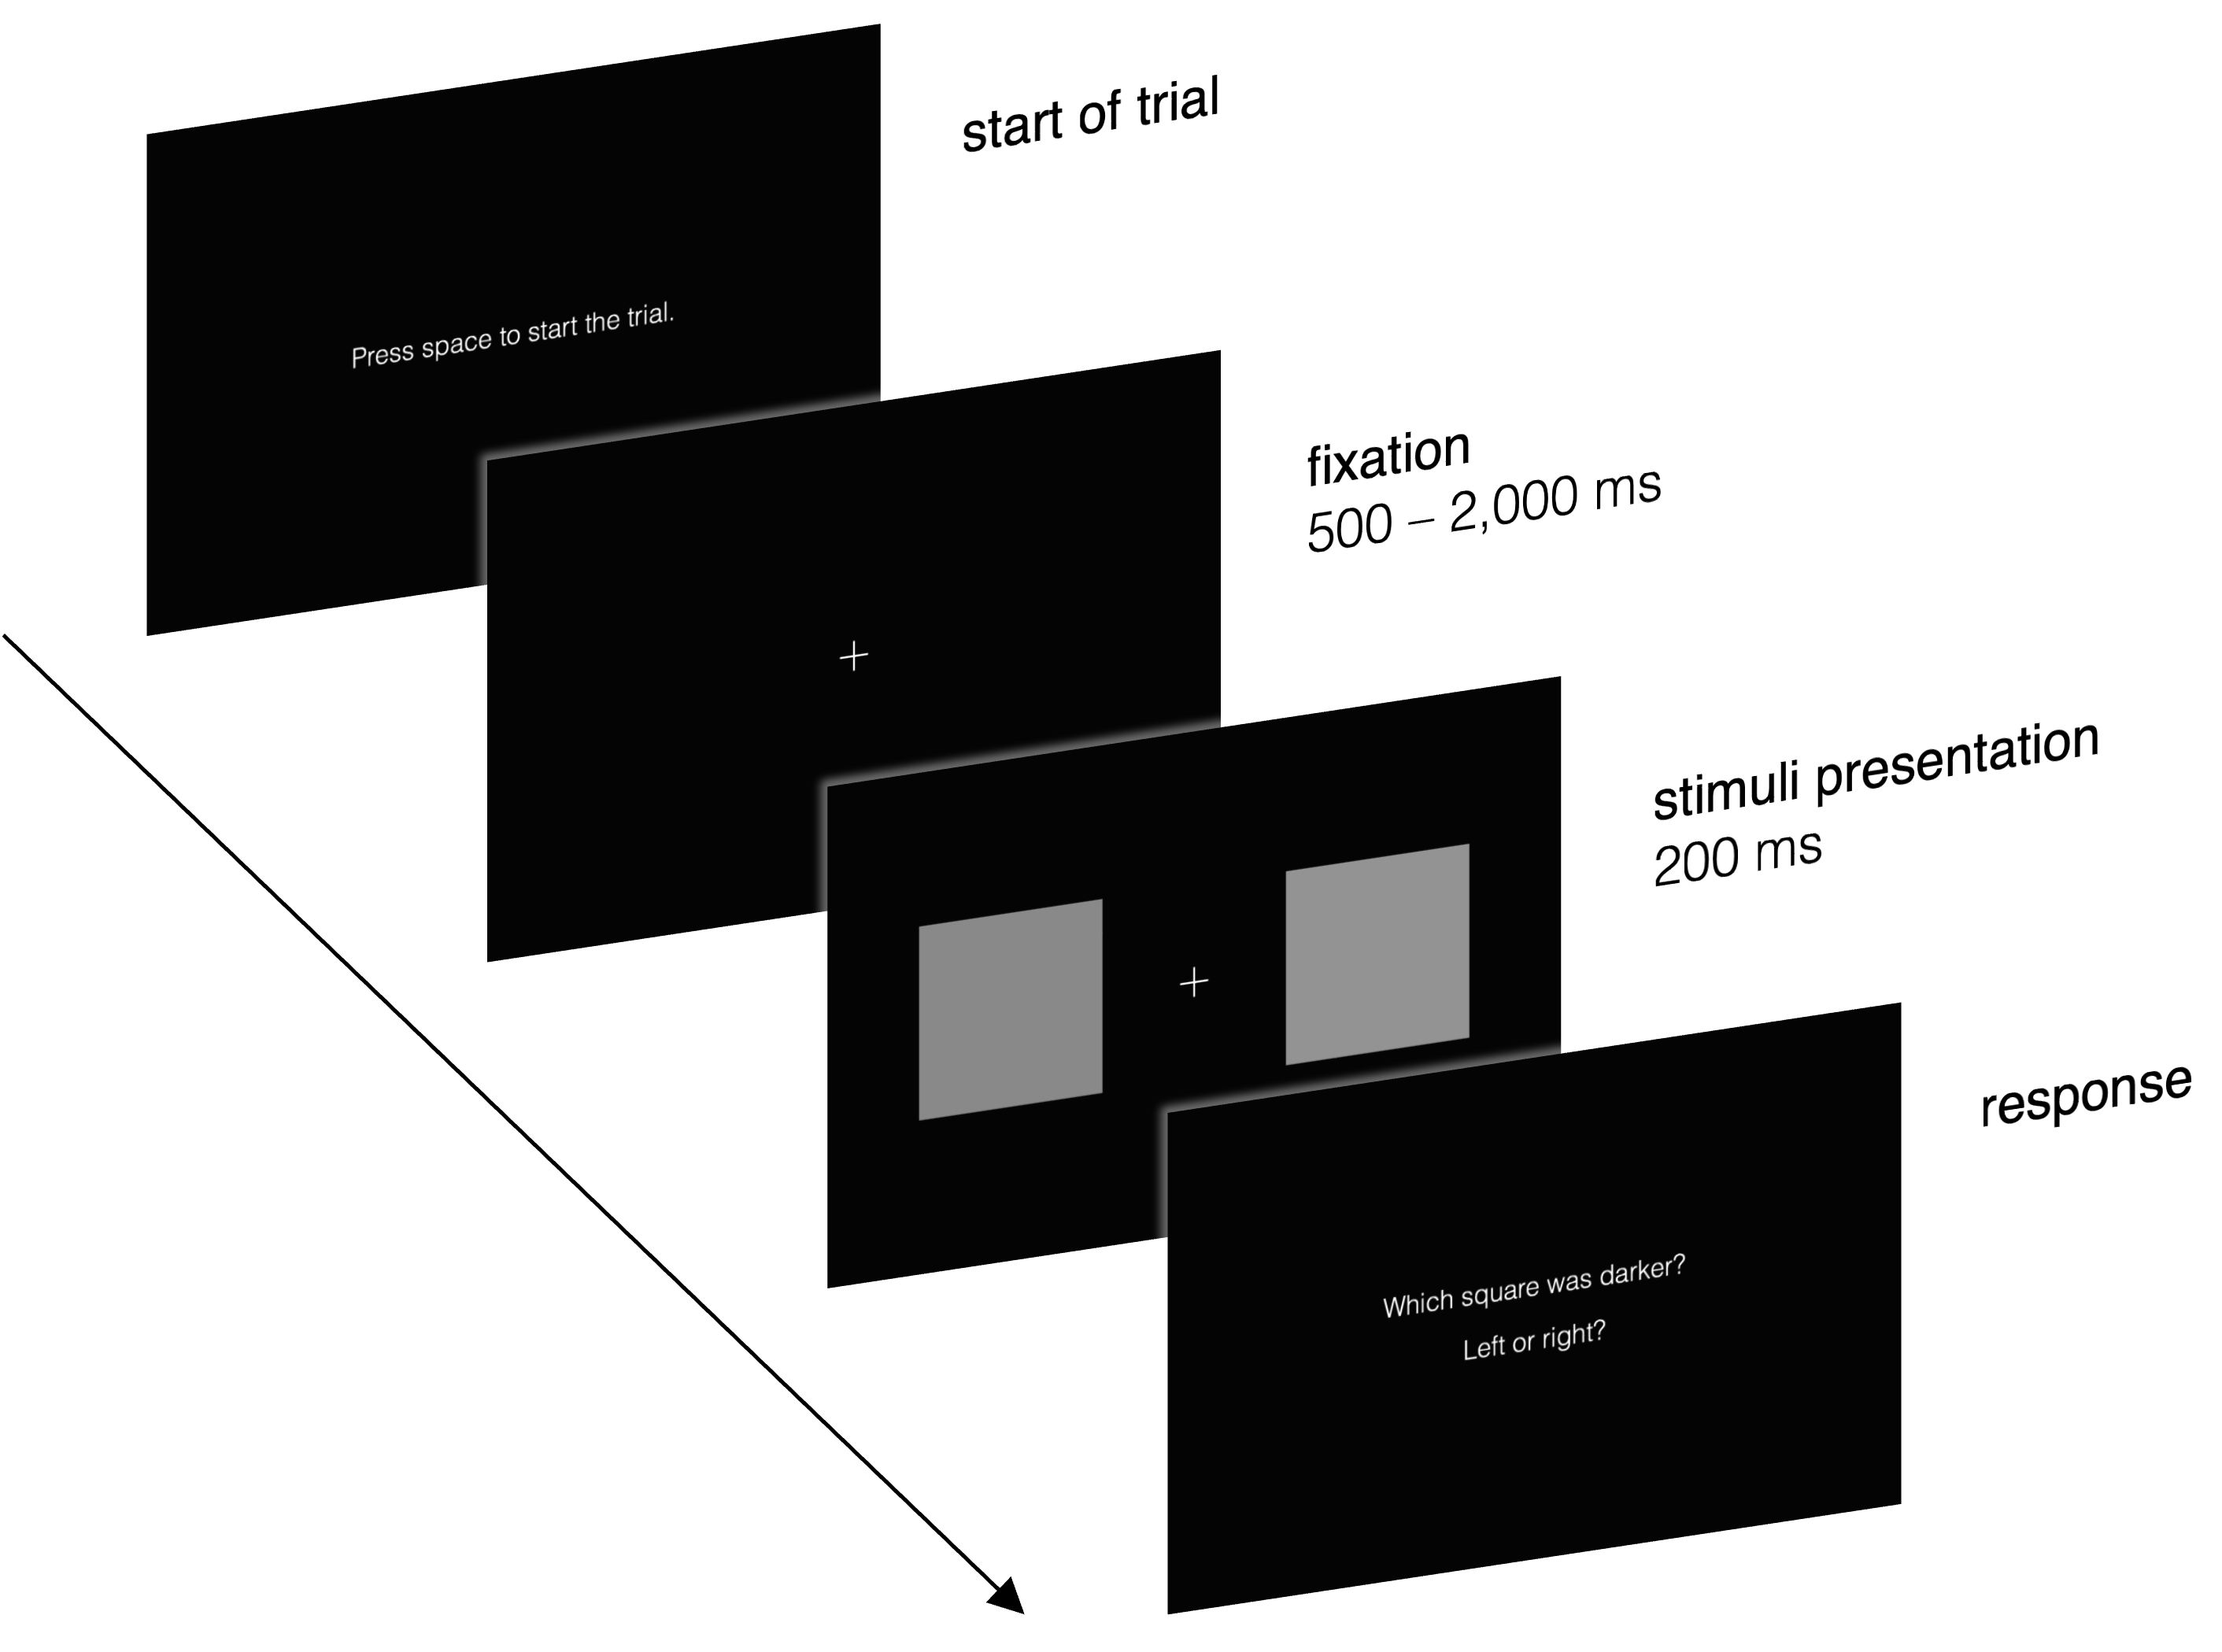 start of trial
Press space to start the trial.
fixation
500 – 2,000 ms
stimuli presentation
200 ms
response
Which square was darker?
Left or right?